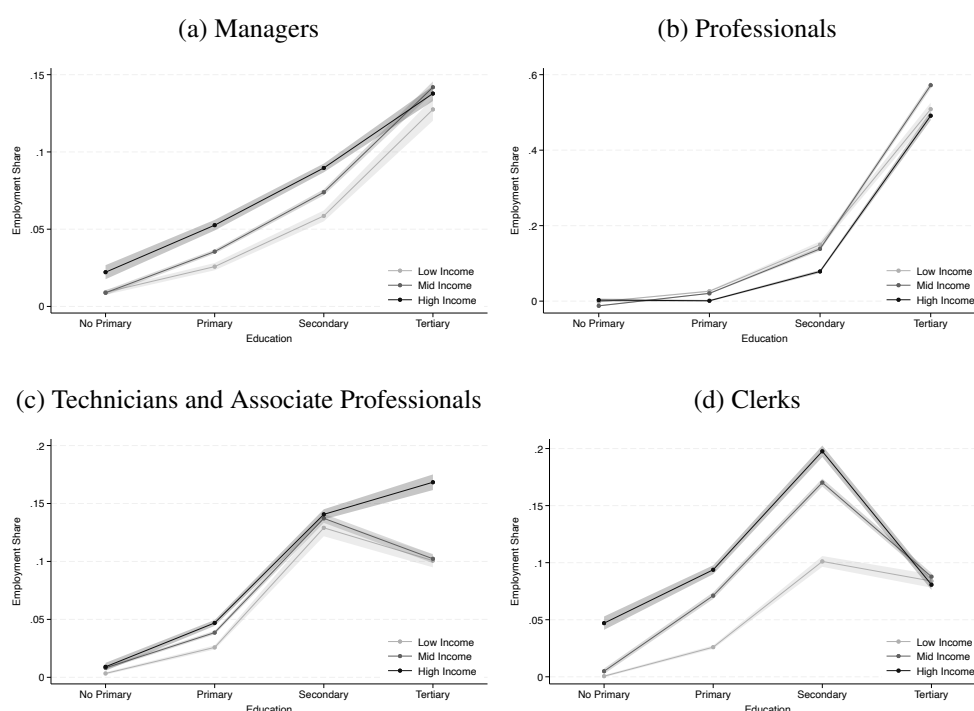 (a) Managers
.15
.1
.05
0
Employment Share
No Primary
Primary
Secondary
Tertiary
Education
Low Income
Mid Income
High Income
(b) Professionals
.6
.4
.2
0
Employment Share
No Primary
Primary
Secondary
Tertiary
Education
Low Income
Mid Income
High Income
(c) Technicians and Associate Professionals
.2
.15
.1
.05
0
Employment Share
No Primary
Primary
Secondary
Tertiary
Education
Low Income
Mid Income
High Income
(d) Clerks
.2
.15
.1
.05
0
Employment Share
No Primary
Primary
Secondary
Tertiary
Education
Low Income
Mid Income
High Income